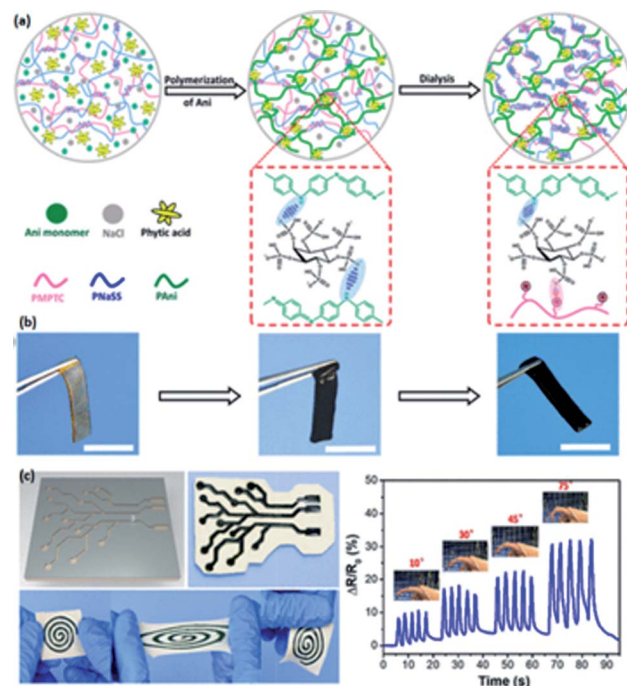 (a)
Polymerization
of Ani
Dialysis
Ani monomer
NaCl
Phytic acid
PMPTC
PNaSS
PAni
(b)
(c)
ΔR/R₀ (%)
50
40
30
20
10
0
10°
30°
45°
75°
0 10 20 30 40 50 60 70 80 90
Time (s)